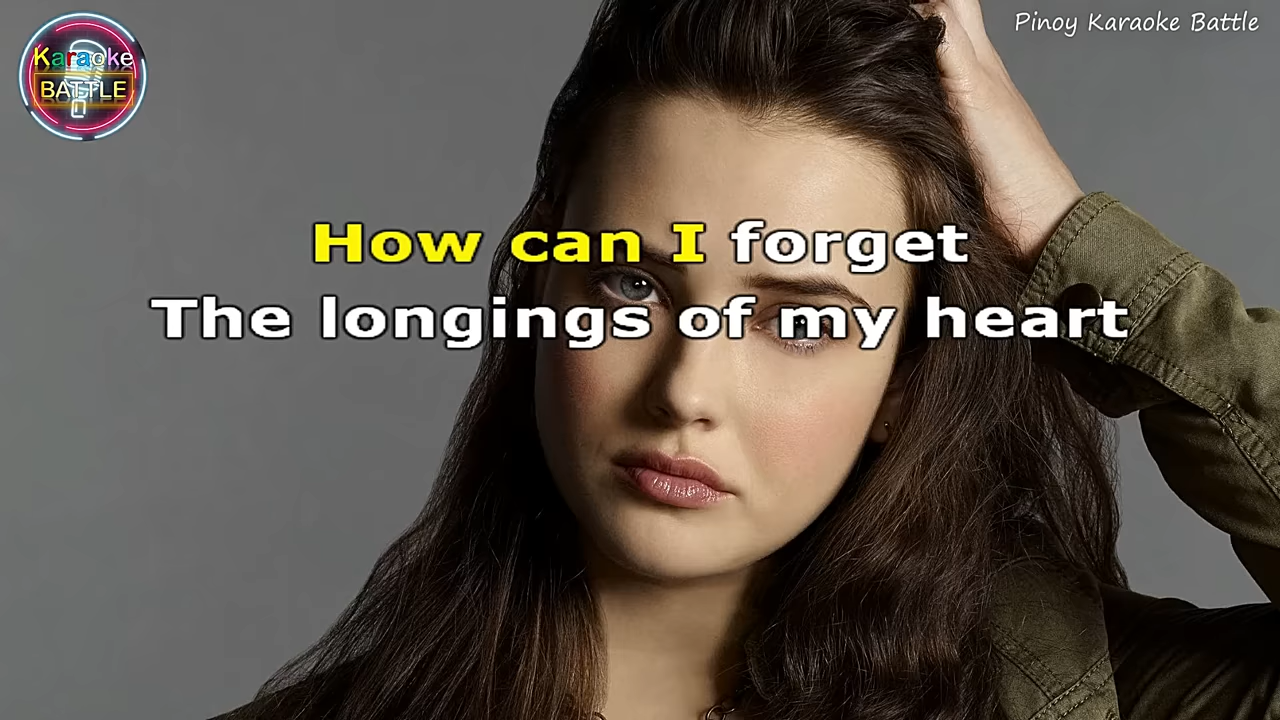 Karaoke
BATTLE
Pinoy Karaoke Battle
How can I forget
The longings of my heart